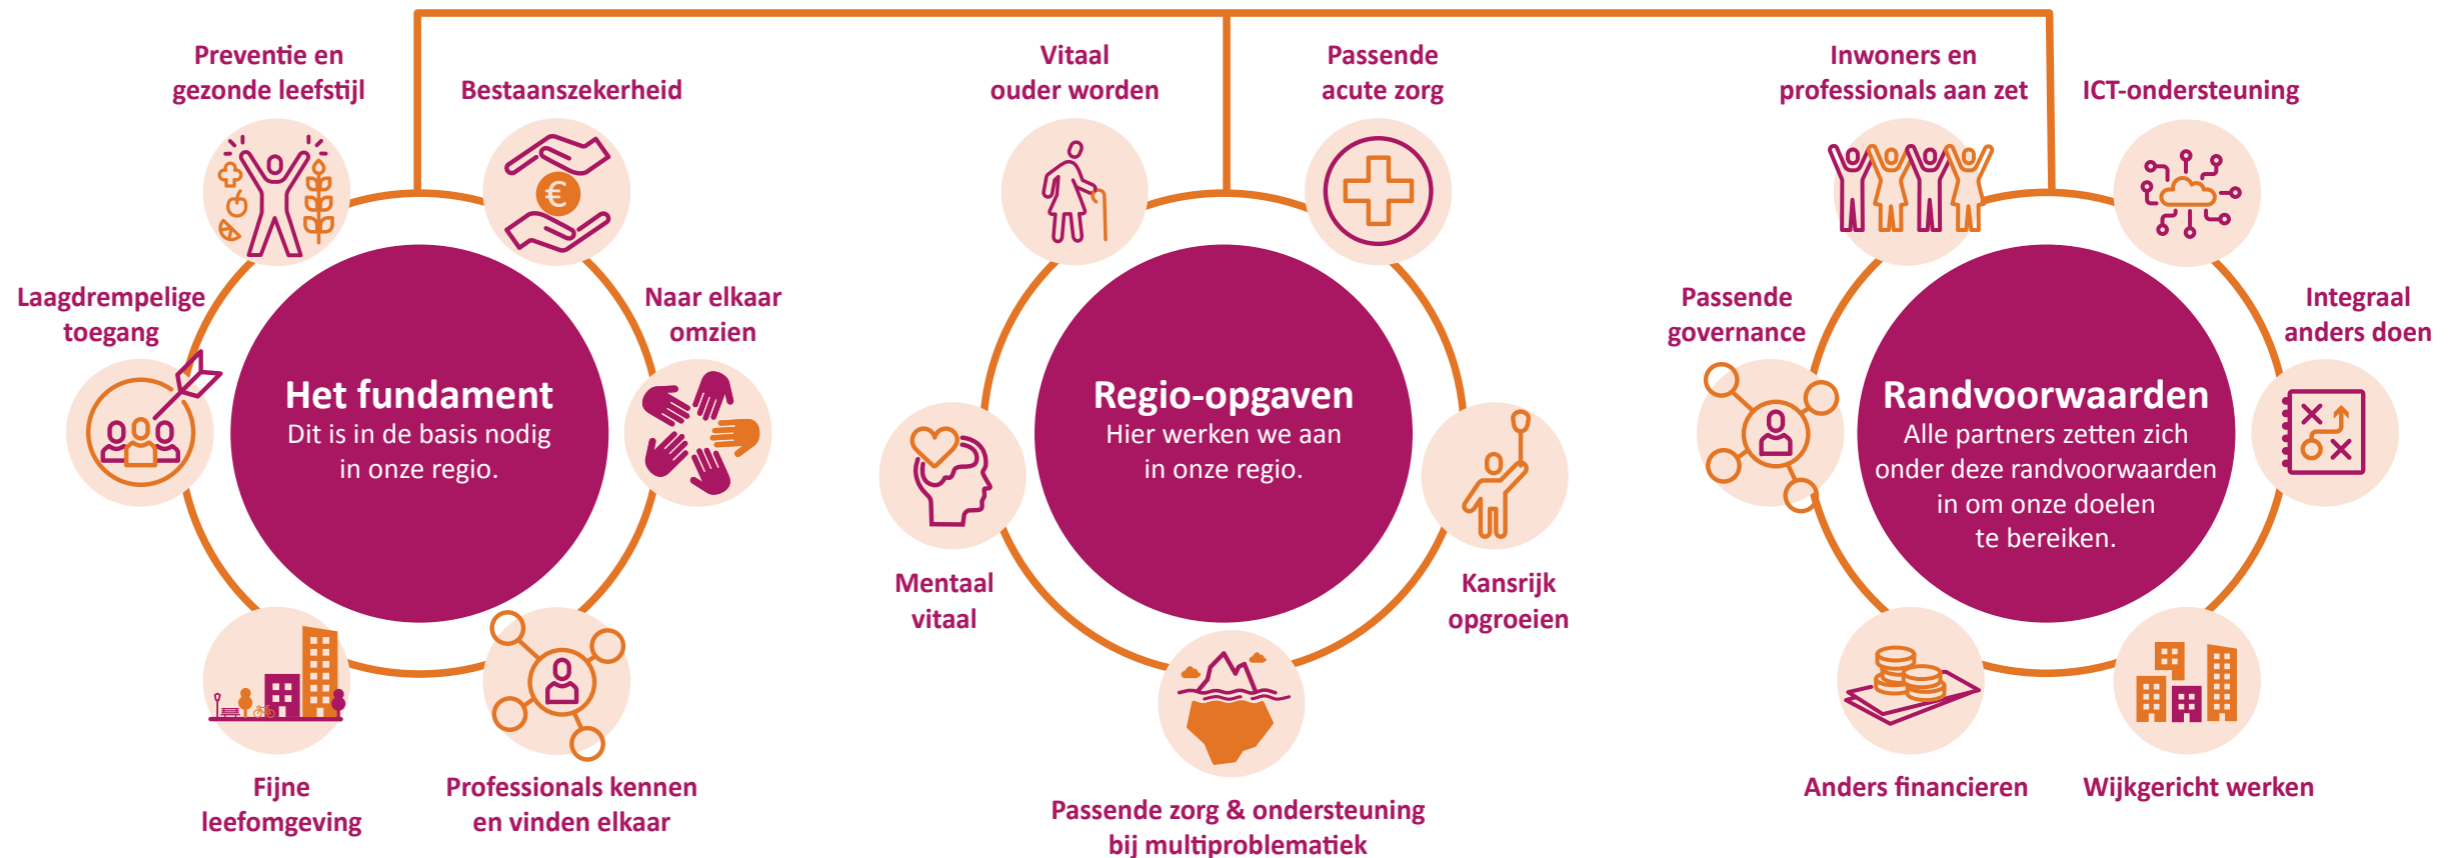 Preventie en
gezonde leefstijl
Bestaanszekerheid
Laagdrempelige
toegang
Naar elkaar
omzien
€
Het fundament
Dit is in de basis nodig
in onze regio.
Fijne
leefomgeving
Professionals kennen
en vinden elkaar
Vitaal
ouder worden
Passende
acute zorg
Regio-opgaven
Hier werken we aan
in onze regio.
Mentaal
vitaal
Kansrijk
opgroeien
Passende zorg & ondersteuning
bij multiproblematiek
Inwoners en
professionals aan zet
ICT-ondersteuning
Passende
governance
Integraal
anders doen
Randvoorwaarden
Alle partners zetten zich
onder deze randvoorwaarden
in om onze doelen
te bereiken.
Anders financieren
Wijkgericht werken